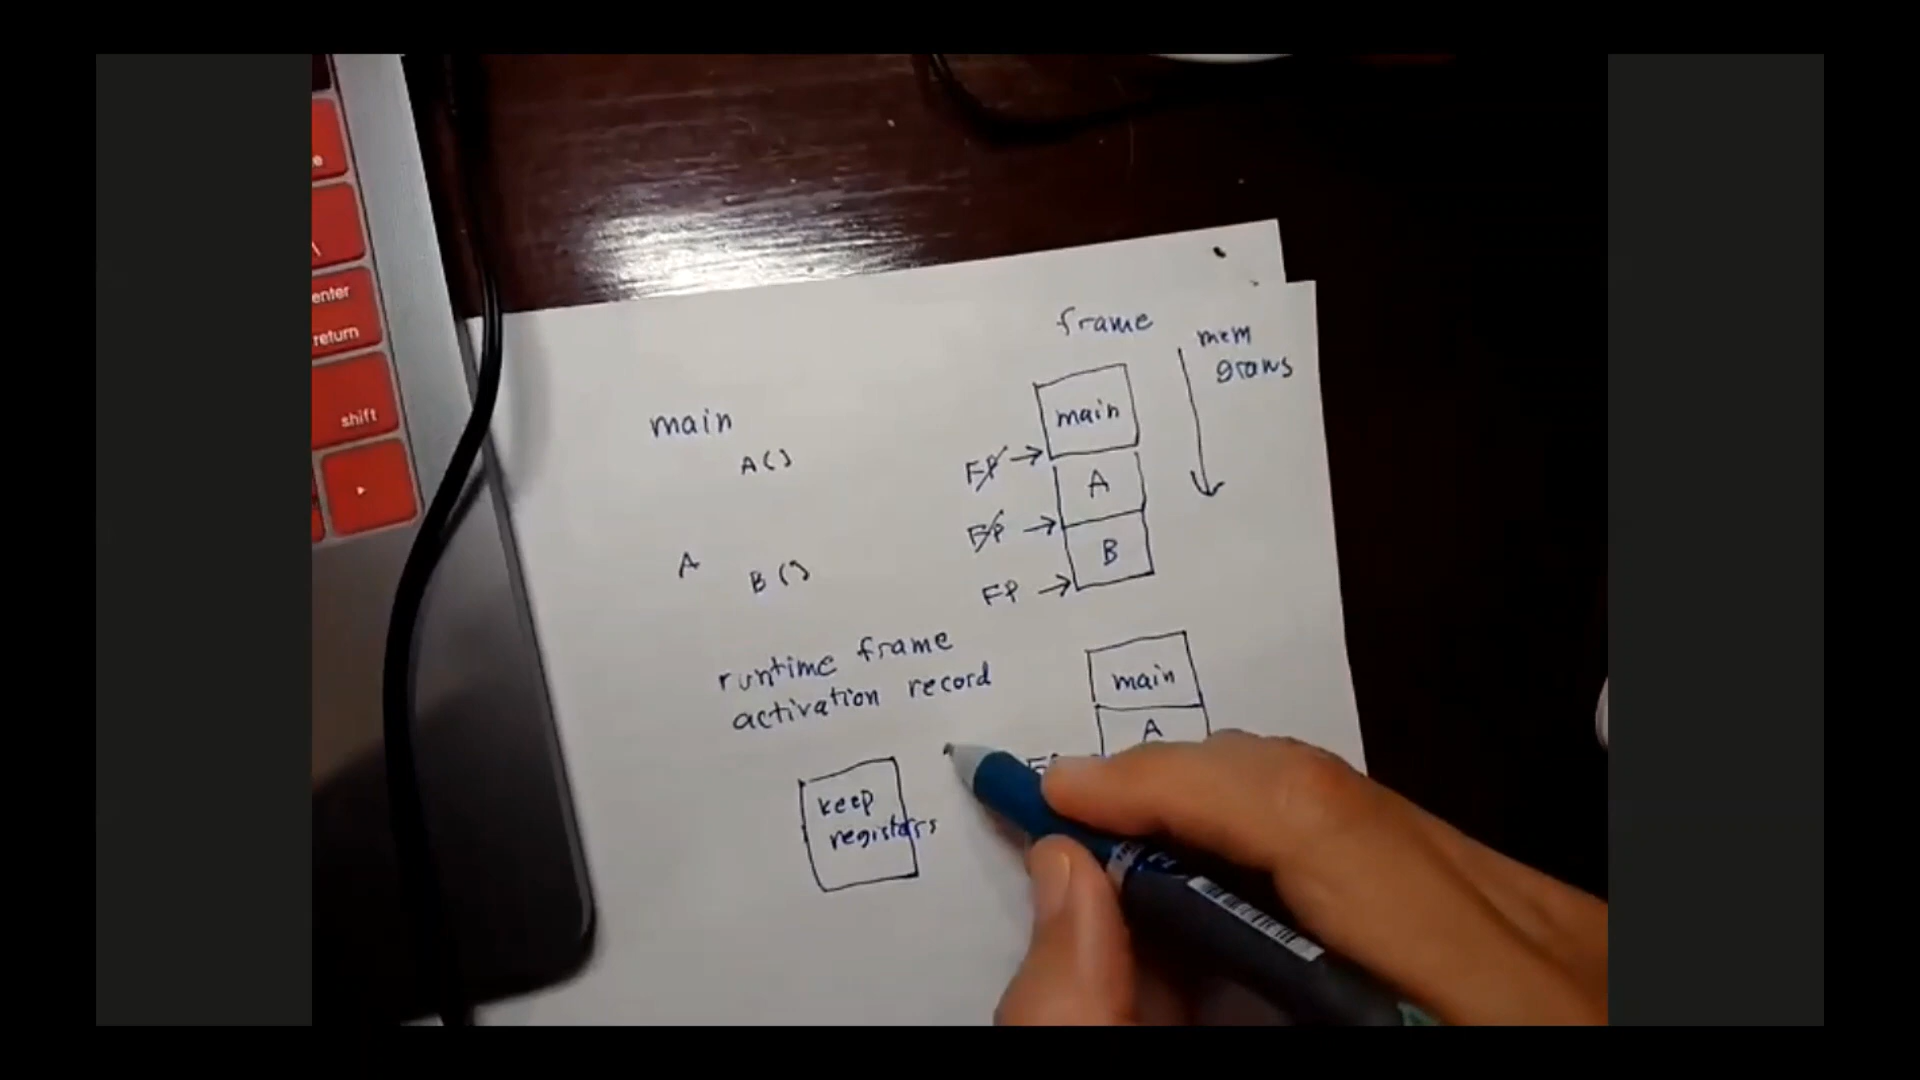 enter
return
shift
frame
mem
grows
main
main
A()
FP
A
FP
B
A
B()
FP
runtime frame
activation record
main
A
keep
registers